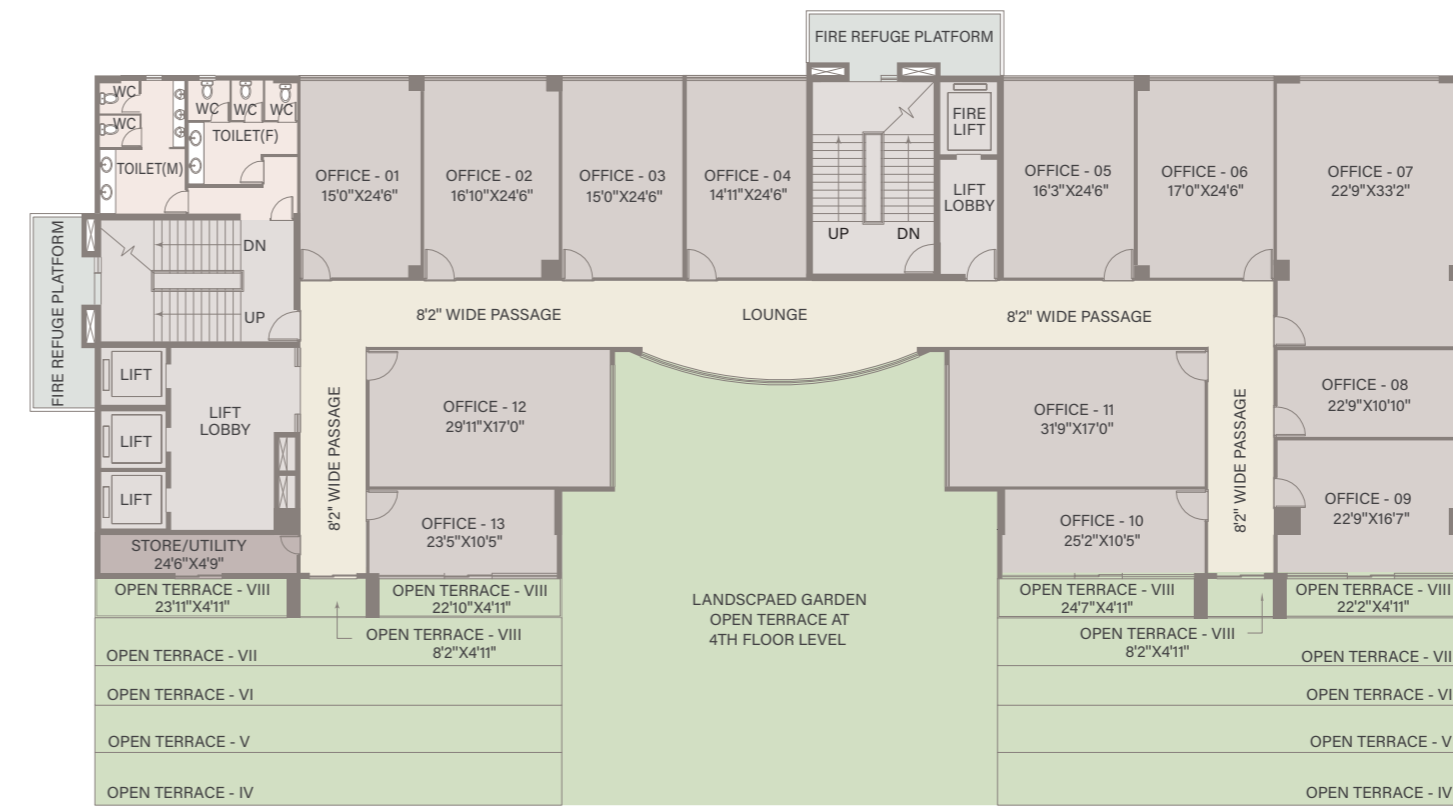 FIRE REFUGE PLATFORM
WC
WC
WC
WC
WC
TOILET(F)
TOILET(M)
FIRE
LIFT
LIFT
LOBBY
OFFICE - 01
15'0"X24'6"
OFFICE - 02
16'10"X24'6"
OFFICE - 03
15'0"X24'6"
OFFICE - 04
14'11"X24'6"
UP
DN
OFFICE - 05
16'3"X24'6"
OFFICE - 06
17'0"X24'6"
OFFICE - 07
22'9"X33'2"
FIRE REFUGE PLATFORM
DN
UP
8'2" WIDE PASSAGE
LOUNGE
8'2" WIDE PASSAGE
LIFT
LIFT
LIFT
LIFT
LOBBY
8'2" WIDE PASSAGE
OFFICE - 12
29'11"X17'0"
OFFICE - 11
31'9"X17'0"
8'2" WIDE PASSAGE
OFFICE - 08
22'9"X10'10"
OFFICE - 09
22'9"X16'7"
OFFICE - 13
23'5"X10'5"
OFFICE - 10
25'2"X10'5"
STORE/UTILITY
24'6"X4'9"
OPEN TERRACE - VIII
23'11"X4'11"
OPEN TERRACE - VIII
22'10"X4'11"
OPEN TERRACE - VIII
24'7"X4'11"
OPEN TERRACE - VIII
22'2"X4'11"
LANDSCPAED GARDEN
OPEN TERRACE AT
4TH FLOOR LEVEL
OPEN TERRACE - VIII
8'2"X4'11"
OPEN TERRACE - VIII
8'2"X4'11"
OPEN TERRACE - VII
OPEN TERRACE - VII
OPEN TERRACE - VI
OPEN TERRACE - VI
OPEN TERRACE - V
OPEN TERRACE - V
OPEN TERRACE - IV
OPEN TERRACE - IV